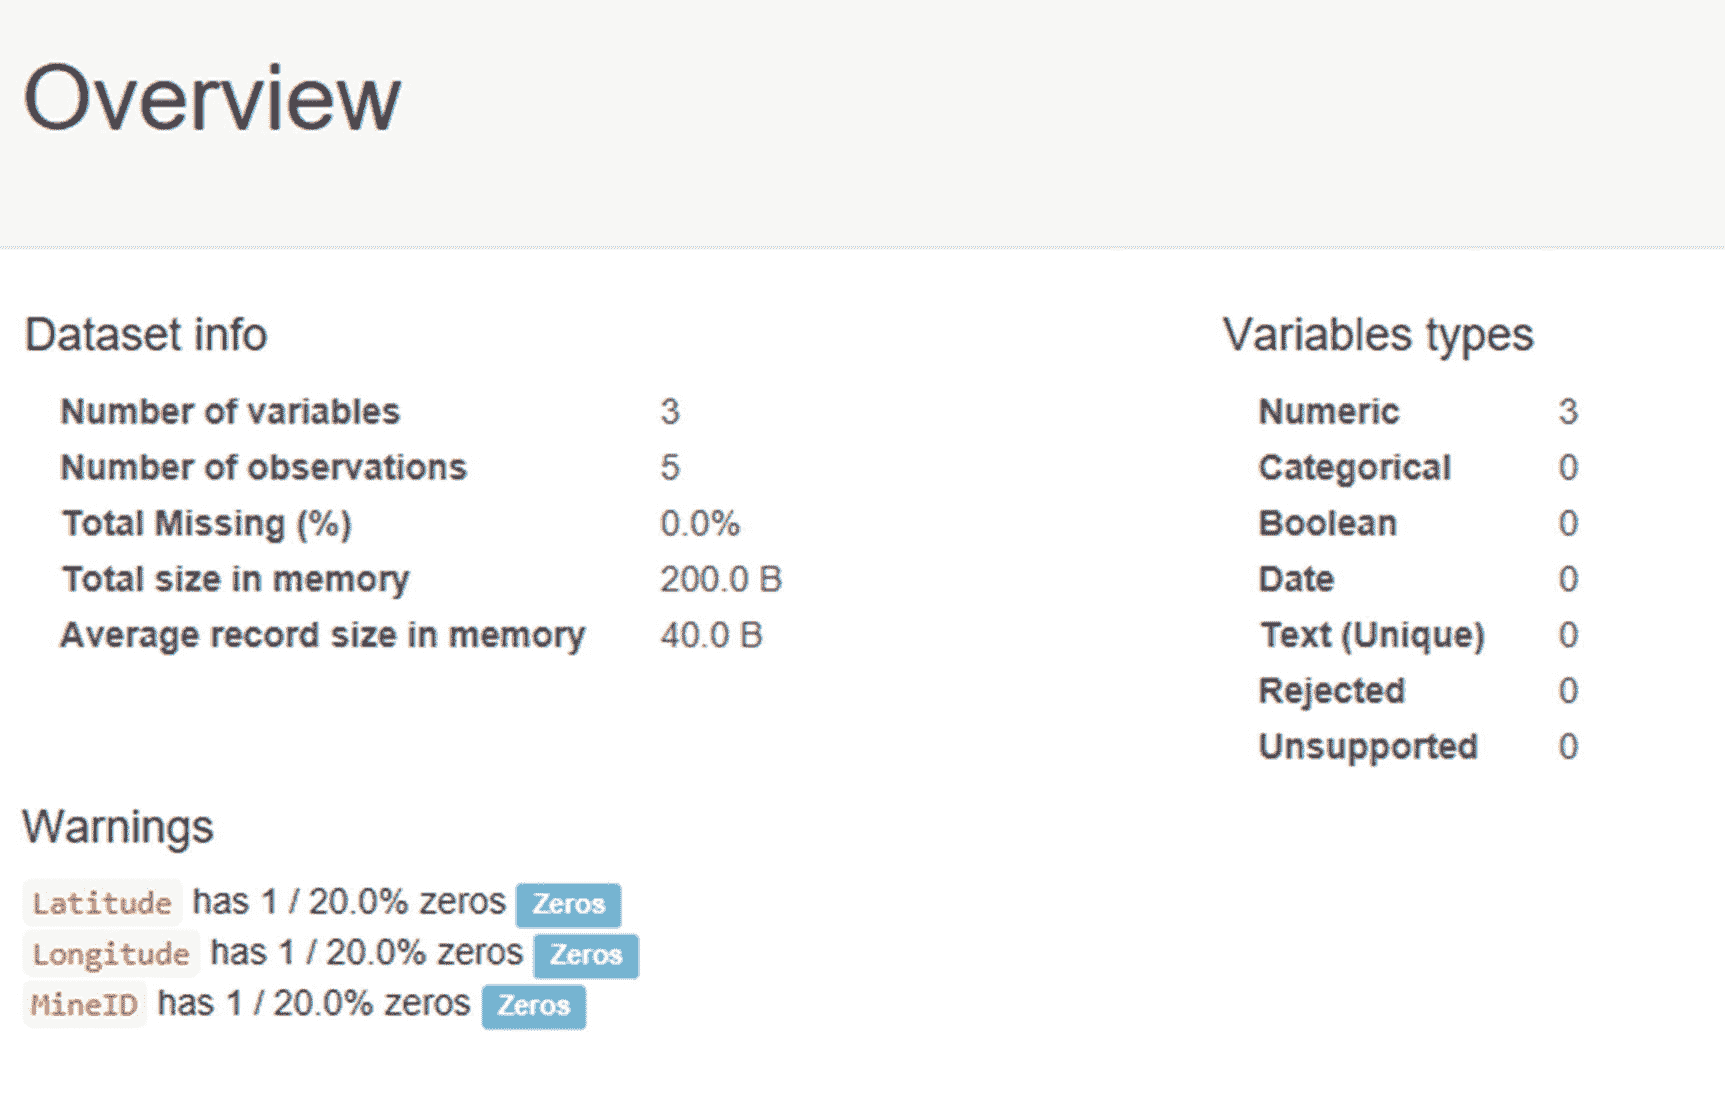 Overview
Dataset info
Number of variables 3
Number of observations 5
Total Missing (%) 0.0%
Total size in memory 200.0 B
Average record size in memory 40.0 B
Variables types
Numeric 3
Categorical 0
Boolean 0
Date 0
Text (Unique) 0
Rejected 0
Unsupported 0
Warnings
Latitude has 1 / 20.0% zeros Zeros
Longitude has 1 / 20.0% zeros Zeros
MineID has 1 / 20.0% zeros Zeros